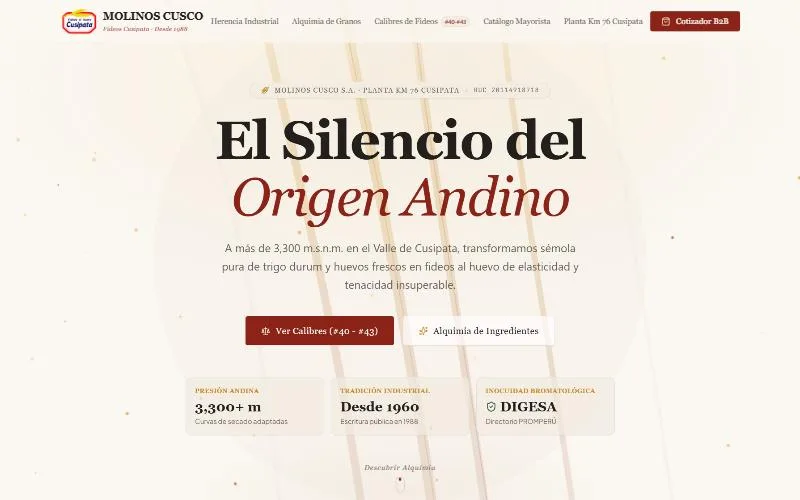 Cusipata
MOLINOS CUSCO
Fideos Cusipata · Desde 1988
Herencia Industrial
Alquimia de Granos
Calibres de Fideos #40-#43
Catálogo Mayorista
Planta Km 76 Cusipata
Cotizador B2B
MOLINOS CUSCO S.A. · PLANTA KM 76 CUSIPATA · RUC 20114918718
El Silencio del
Origen Andino
A más de 3,300 m.s.n.m. en el Valle de Cusipata, transformamos sémola
pura de trigo durum y huevos frescos en fideos al huevo de elasticidad y
tenacidad insuperable.
Ver Calibres (#40 - #43)
Alquimia de Ingredientes
PRESIÓN ANDINA
3,300+ m
Curvas de secado adaptadas
TRADICIÓN INDUSTRIAL
Desde 1960
Escritura pública en 1988
INOCUIDAD BROMATOLÓGICA
DIGESA
Directorio PROMPERÚ
Descubrir Alquimia